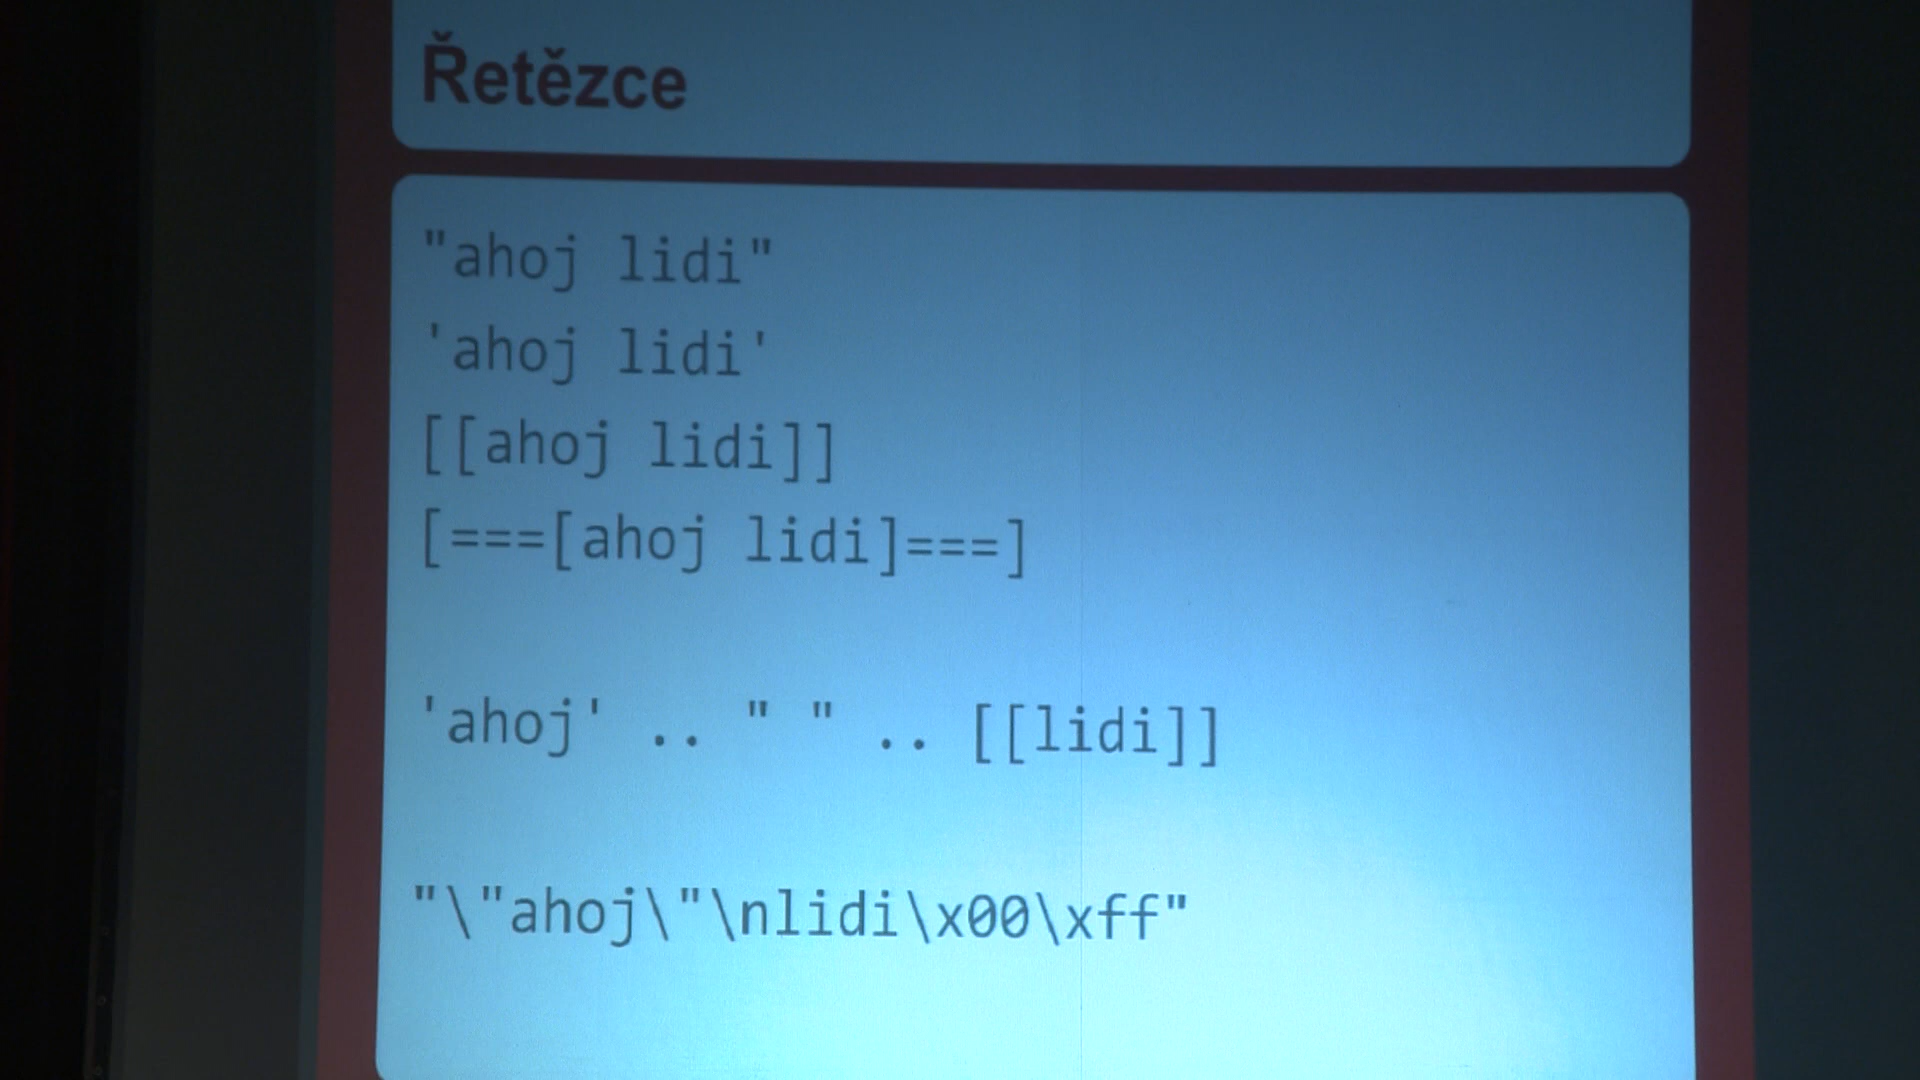 Řetězce
"ahoj lidi"
'ahoj lidi'
[[ahoj lidi]]
[===[ahoj lidi]===]
'ahoj' .. " " .. [[lidi]]
"\"ahoj\"\nlidi\x00\xff"